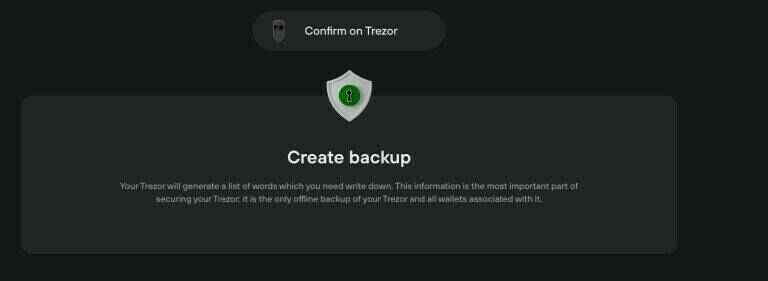 Confirm on Trezor
Create backup
Your Trezor will generate a list of words which you need write down. This information is the most important part of
securing your Trezor; it is the only offline backup of your Trezor and all wallets associated with it.